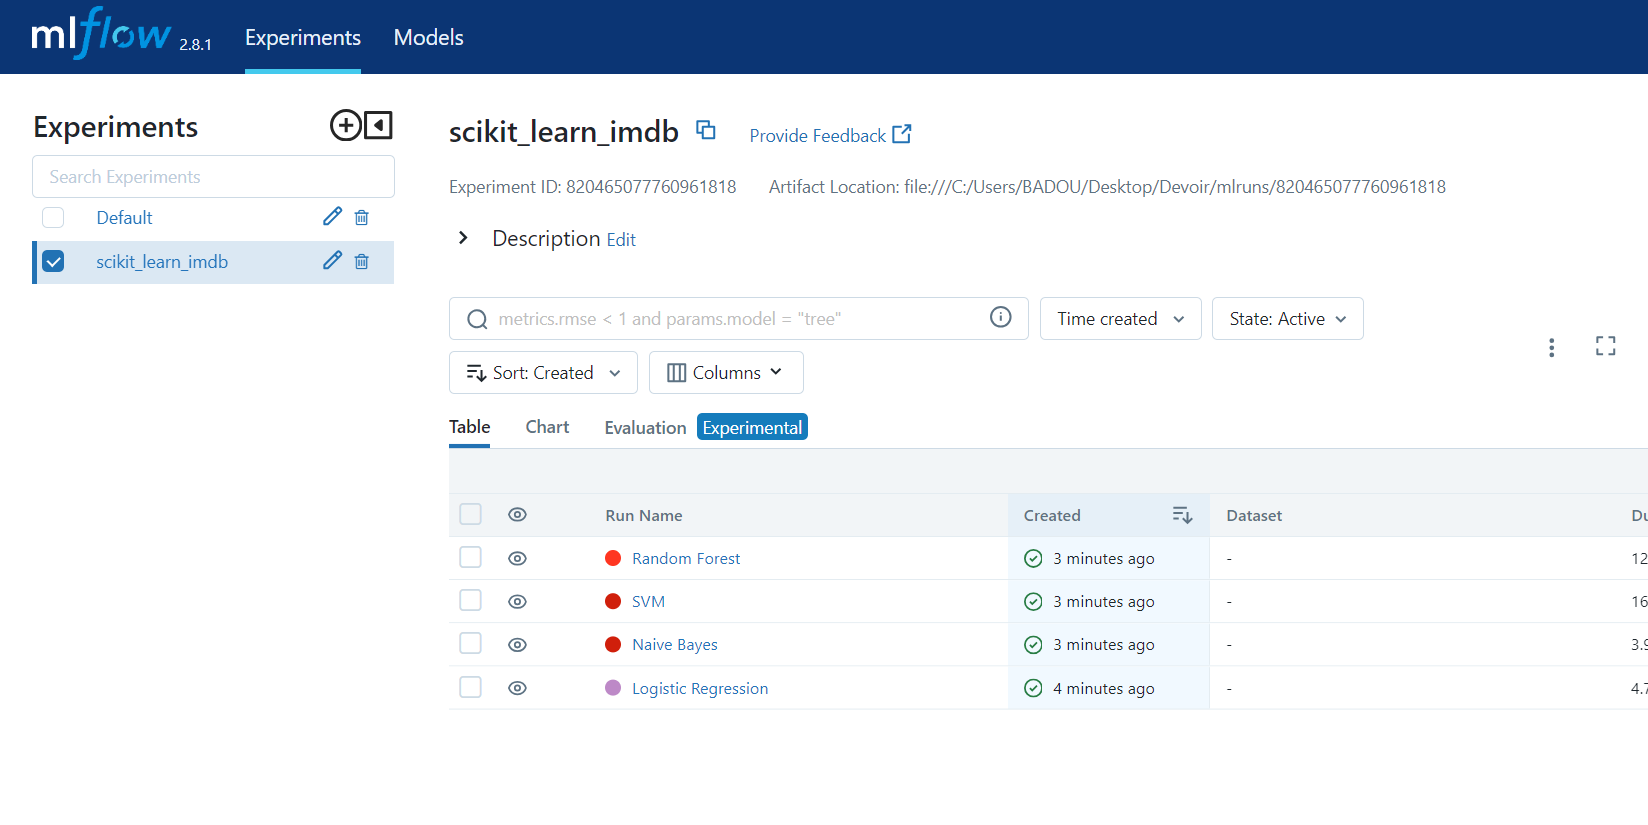 mlflow 2.8.1 Experiments Models
Experiments
Search Experiments
Default
scikit_learn_imdb
scikit_learn_imdb Provide Feedback
Experiment ID: 820465077760961818 Artifact Location: file:///C:/Users/BADOU/Desktop/Devoir/mlruns/820465077760961818
Description Edit
metrics.rmse < 1 and params.model = "tree" Time created State: Active
Sort: Created Columns
Table Chart Evaluation Experimental
Run Name Created Dataset Du
Random Forest 3 minutes ago - 12
SVM 3 minutes ago - 16
Naive Bayes 3 minutes ago - 3.9
Logistic Regression 4 minutes ago - 4.7